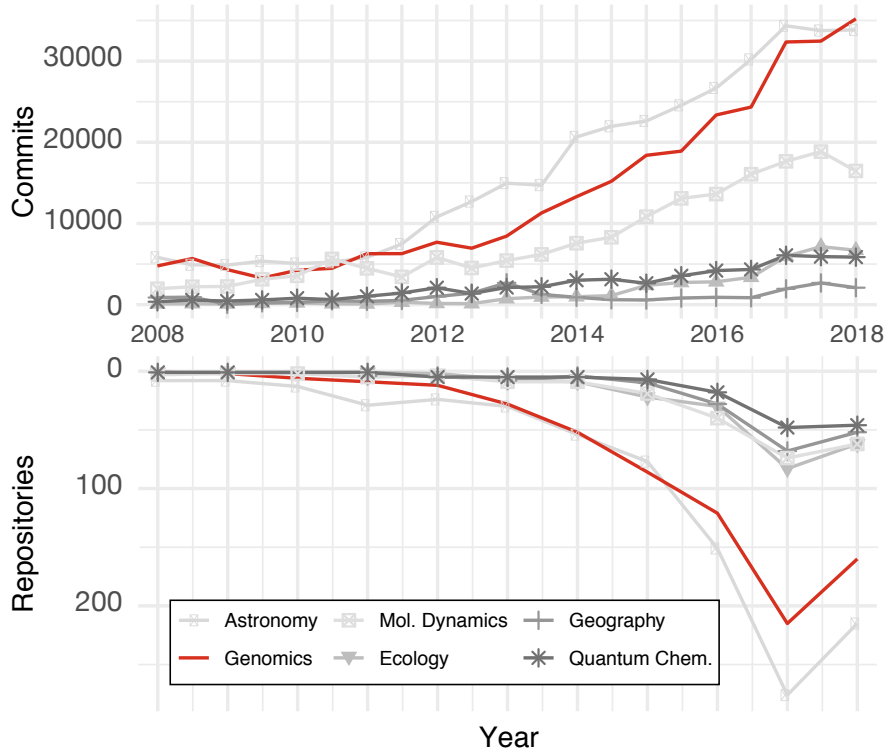 30000
20000
10000
0
Commits
2008 2010 2012 2014 2016 2018
0
100
200
Repositories
Astronomy Mol. Dynamics Geography
Genomics Ecology Quantum Chem.
Year